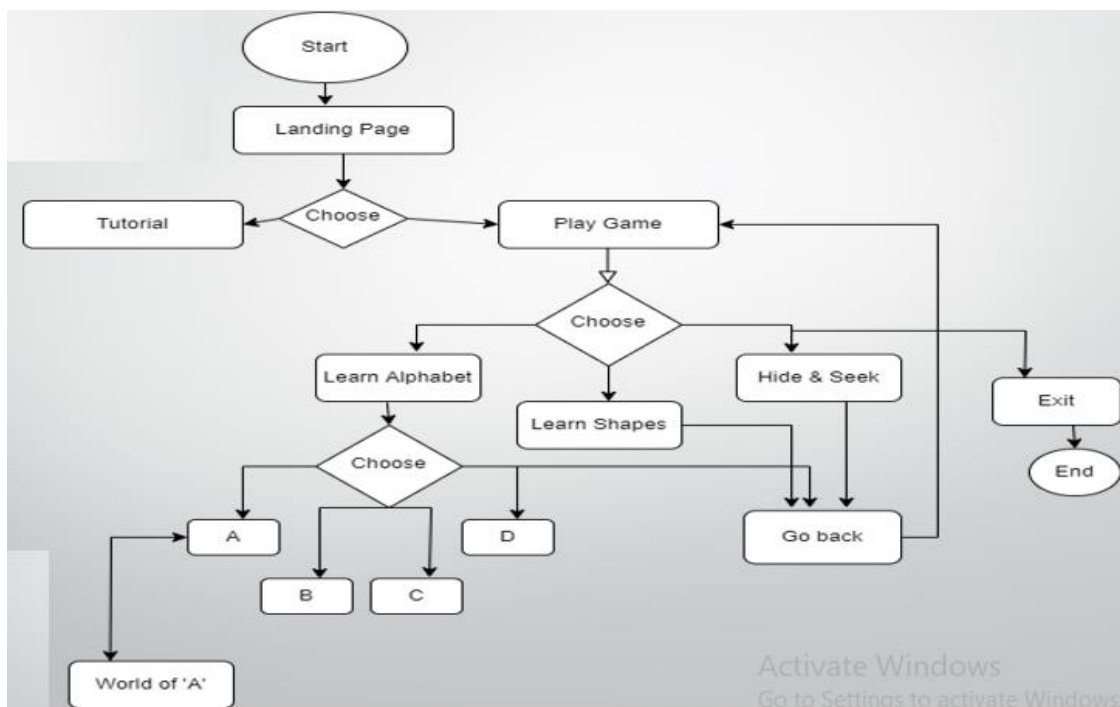 Start
Landing Page
Tutorial
Choose
Play Game
Choose
Learn Alphabet
Hide & Seek
Exit
Learn Shapes
Choose
End
A
D
Go back
B
C
World of 'A'
Activate Windows
Go to Settings to activate Windows